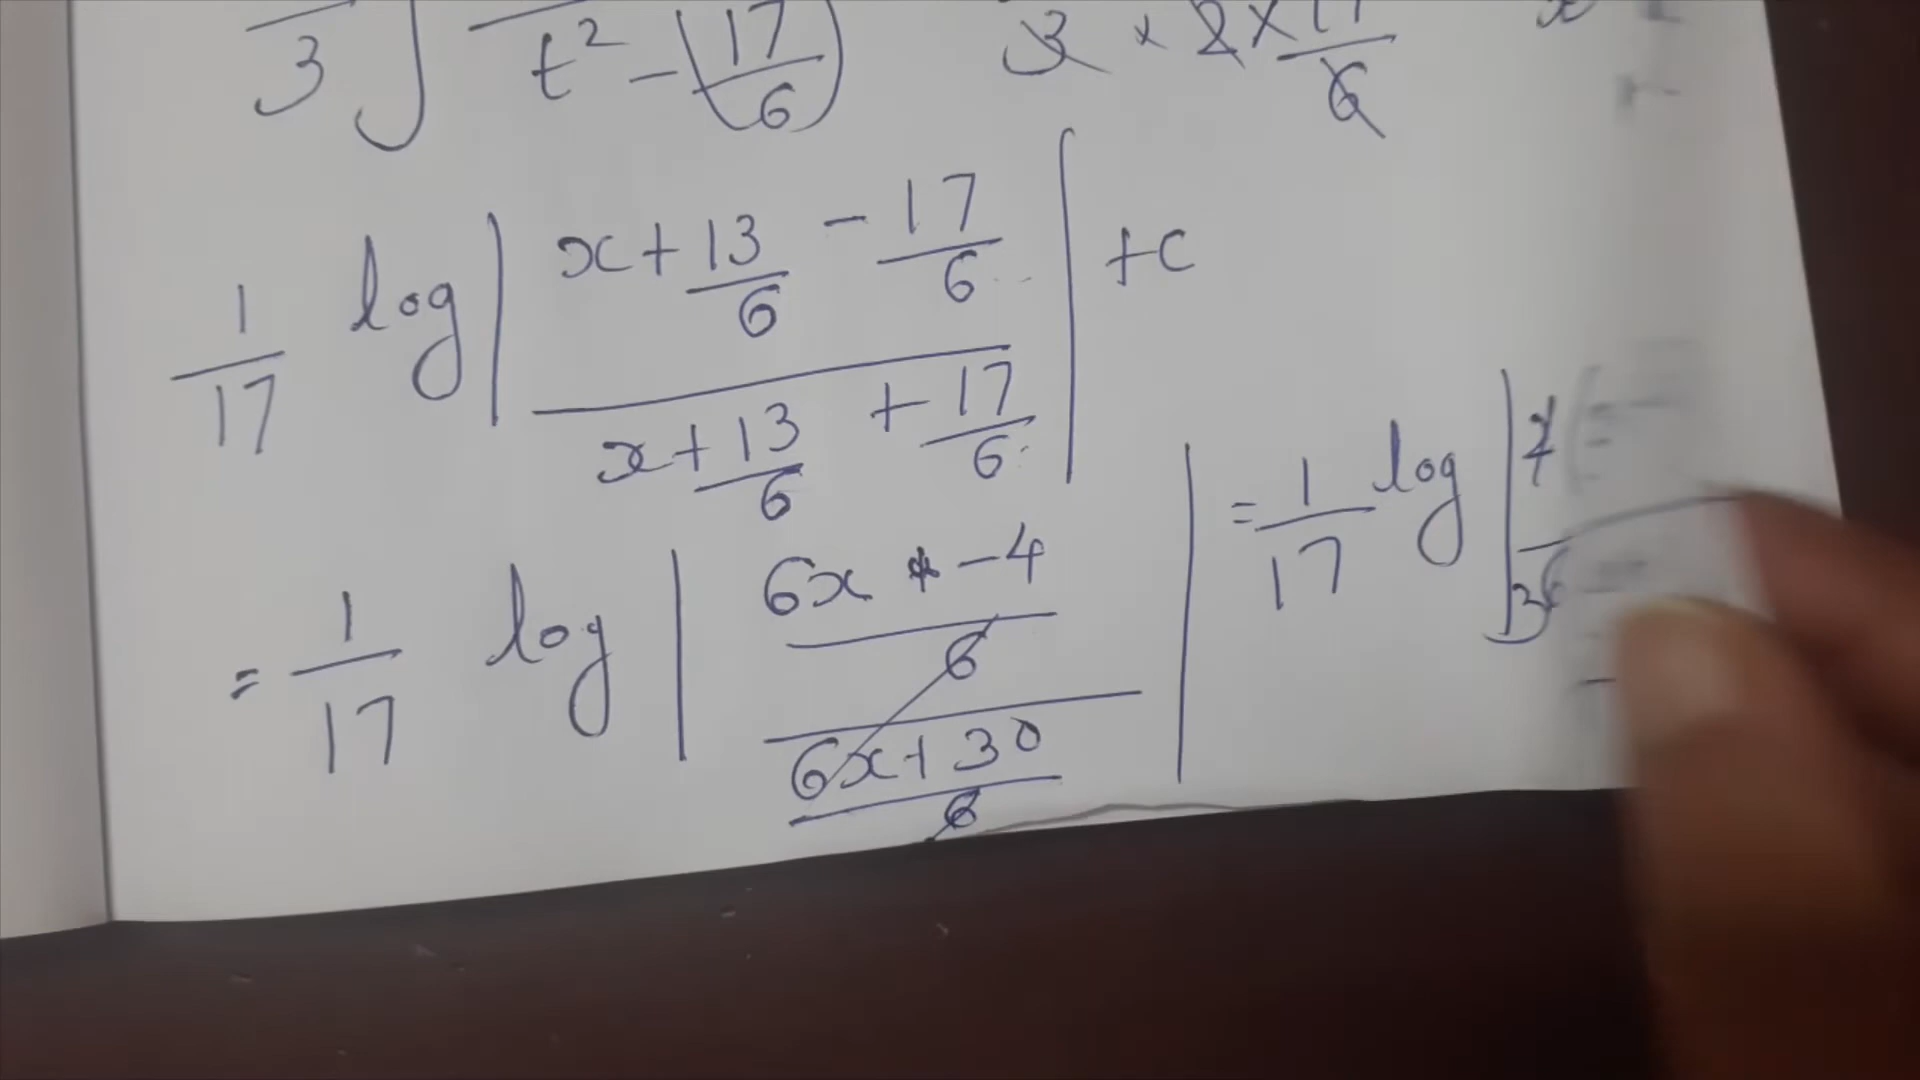 3 ∫ t² - (17/6) 3 × 2 × 17/6
1/17 log | (x + 13/6 - 17/6) / (x + 13/6 + 17/6) | + c
= 1/17 log | ((6x - 4)/6) / ((6x + 30)/6) | = 1/17 log |